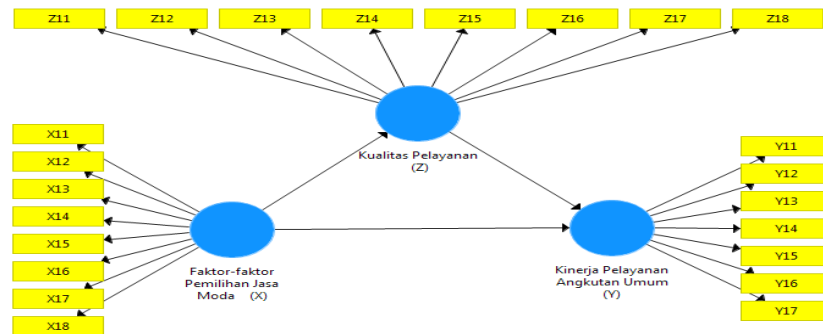 Z11 Z12 Z13 Z14 Z15 Z16 Z17 Z18
Kualitas Pelayanan
(Z)
X11
X12
X13
X14
X15
X16
X17
X18
Faktor-faktor
Pemilihan Jasa
Moda (X)
Y11
Y12
Y13
Y14
Y15
Y16
Y17
Kinerja Pelayanan
Angkutan Umum
(Y)